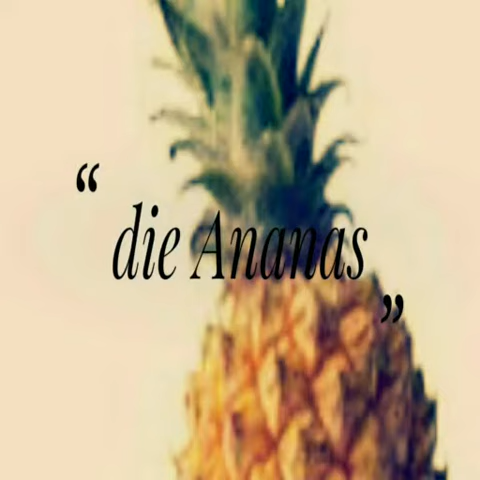 “ die Ananas ”